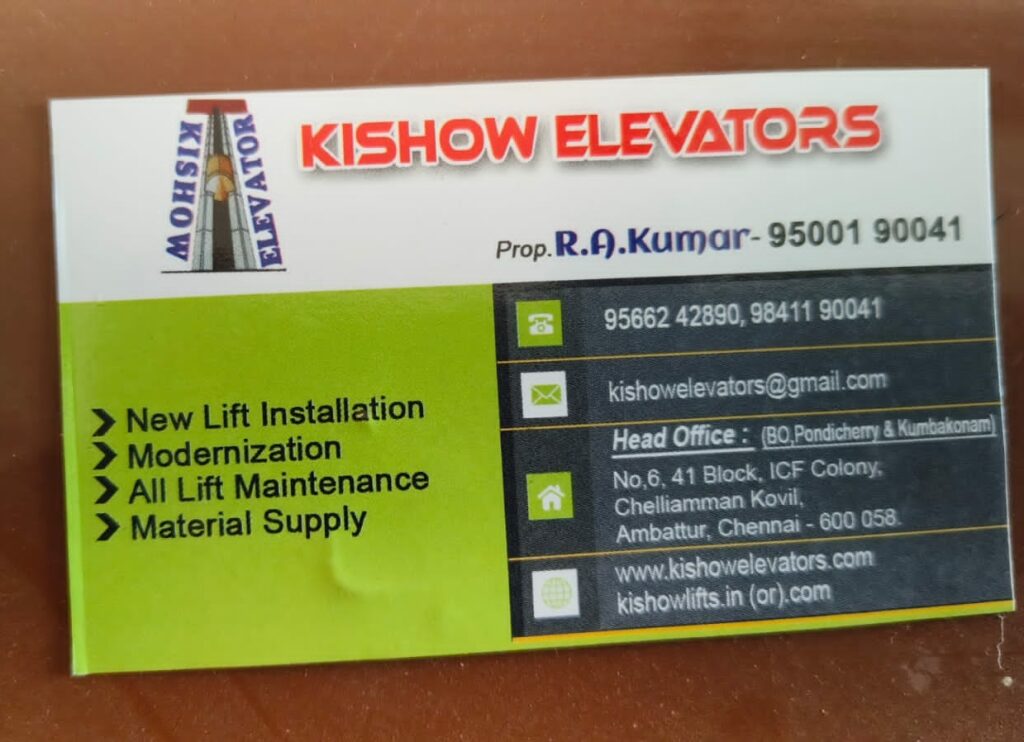 KISHOW
ELEVATOR
KISHOW ELEVATORS
Prop. R.A.Kumar- 95001 90041
New Lift Installation
Modernization
All Lift Maintenance
Material Supply
95662 42890, 98411 90041
kishowelevators@gmail.com
Head Office : (BO,Pondicherry & Kumbakonam)
No,6, 41 Block, ICF Colony,
Chelliamman Kovil,
Ambattur, Chennai - 600 058.
www.kishowelevators.com
kishowlifts.in (or).com